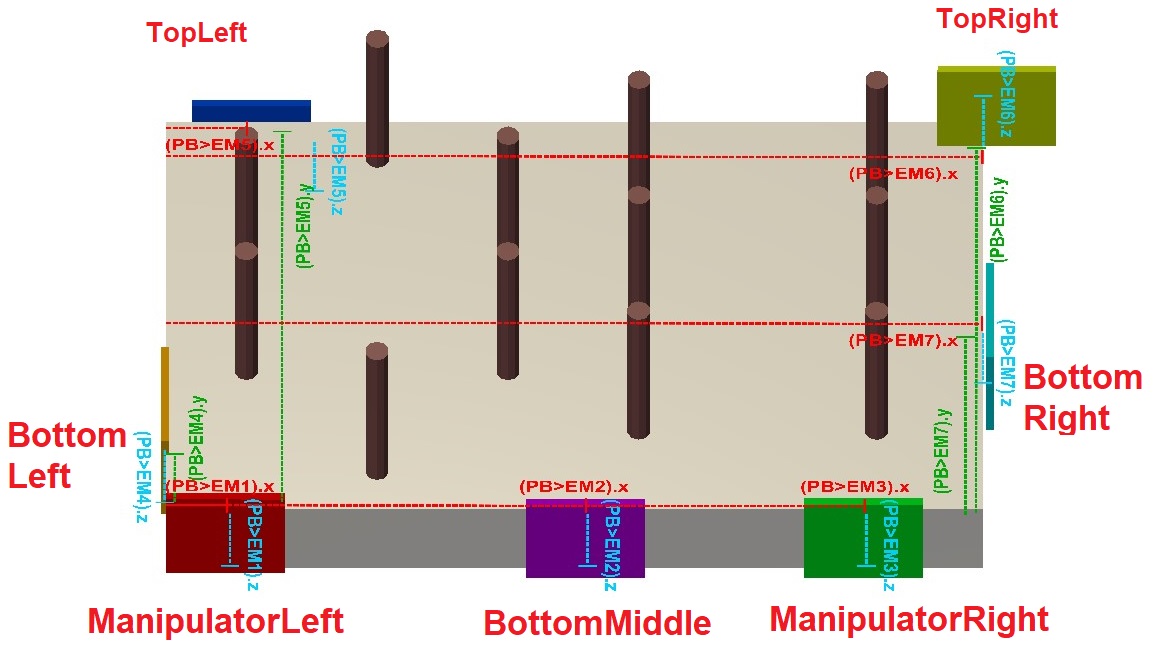 TopRight
TopLeft
(PB>EM6).z
(PB>EM5).x
(PB>EM5).z
(PB>EM5).y
(PB>EM6).x
(PB>EM6).y
(PB>EM7).x
(PB>EM7).z
Bottom
Right
(PB>EM7).y
Bottom
Left
(PB>EM4).y
(PB>EM4).z
(PB>EM1).x
(PB>EM2).x
(PB>EM3).x
(PB>EM1).z
(PB>EM2).z
(PB>EM3).z
ManipulatorLeft
BottomMiddle
ManipulatorRight